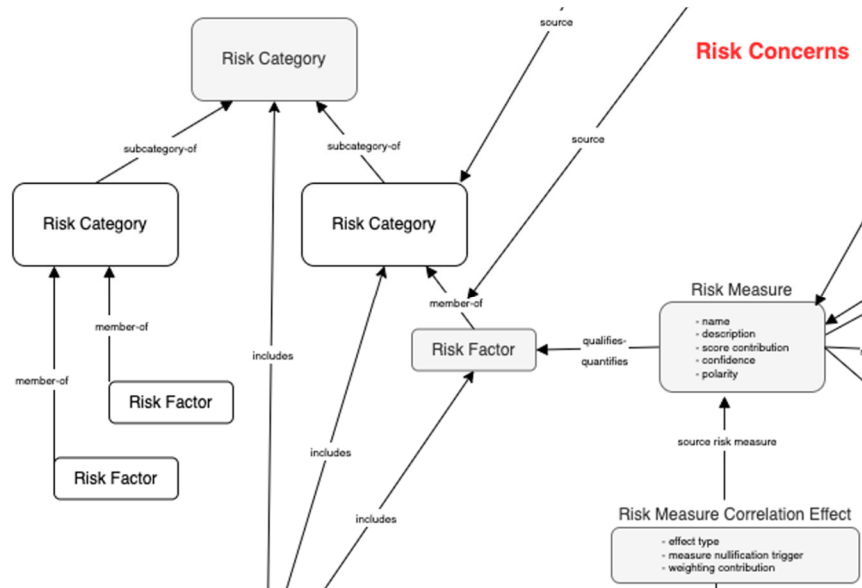 source
Risk Concerns
Risk Category
source
subcategory-of
subcategory-of
Risk Category
Risk Category
Risk Measure
member-of
- name
- description
- score contribution
- confidence
- polarity
member-of
Risk Factor
qualifies-
quantifies
includes
member-of
Risk Factor
source risk measure
includes
Risk Factor
Risk Measure Correlation Effect
includes
- effect type
- measure nullification trigger
- weighting contribution